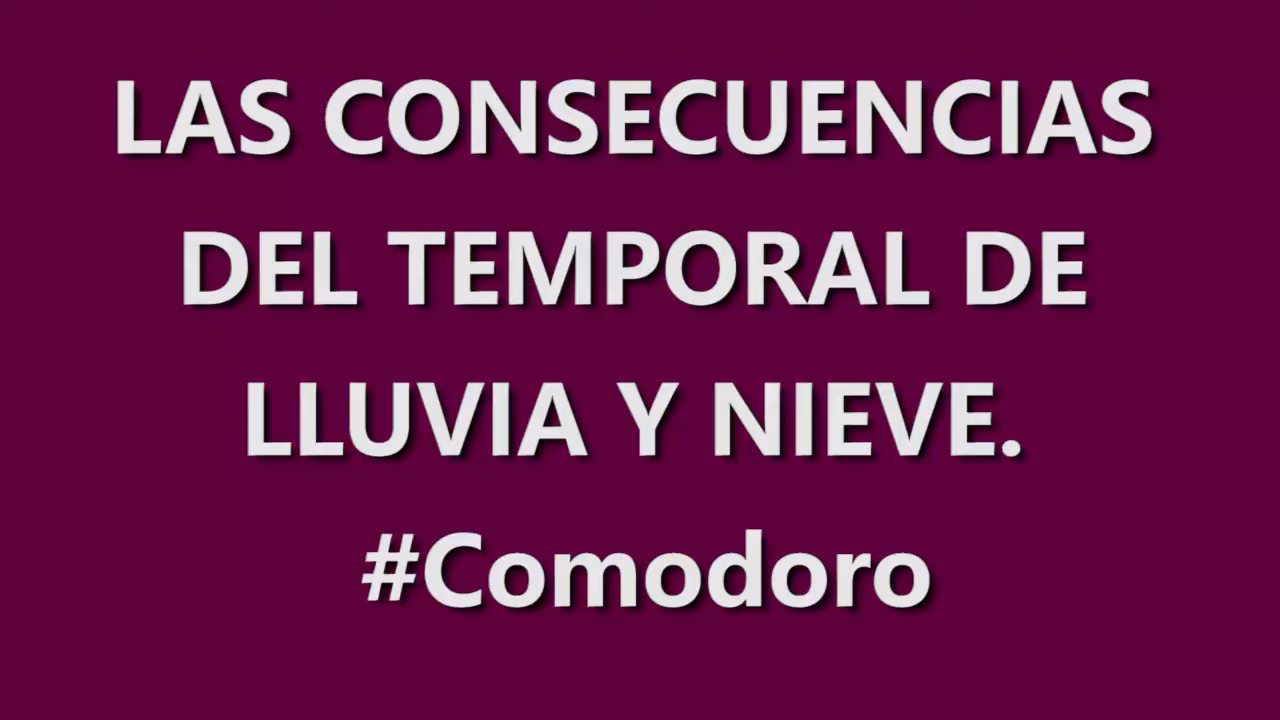 LAS CONSECUENCIAS
DEL TEMPORAL DE
LLUVIA Y NIEVE.
#Comodoro